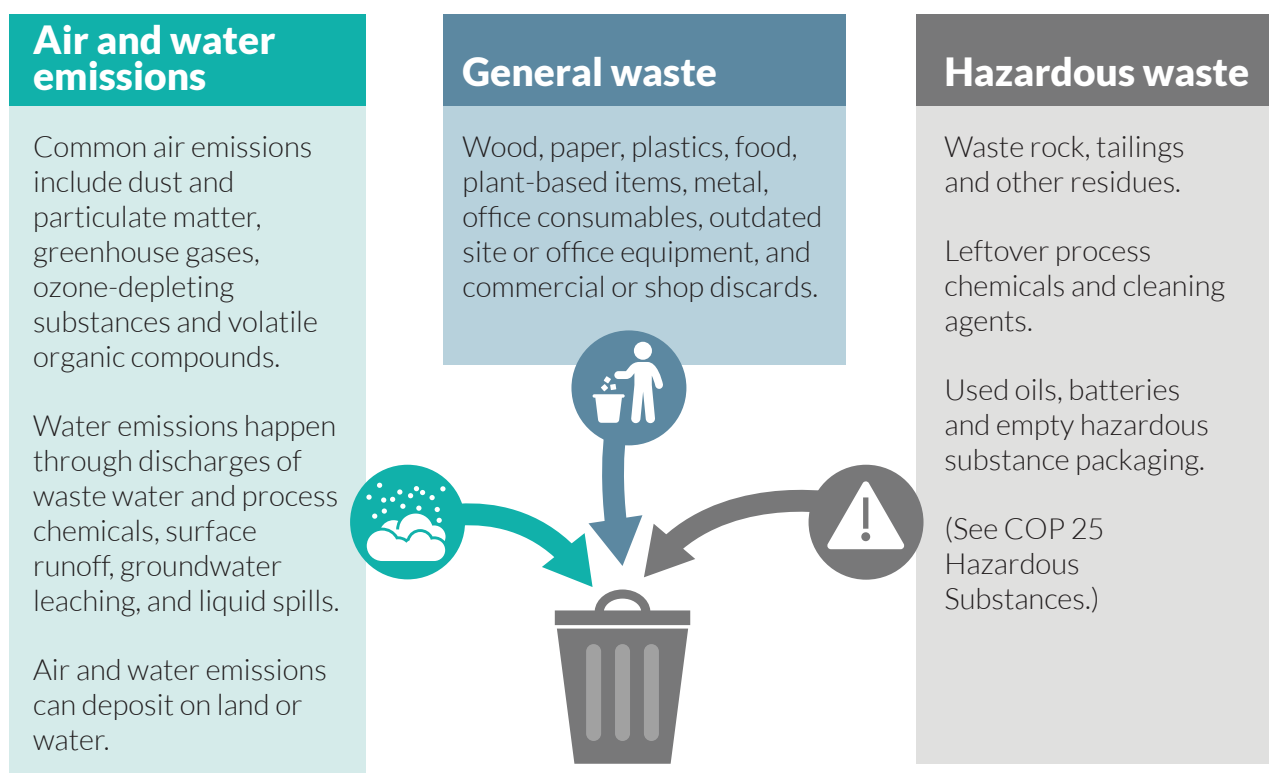 Air and water
emissions
Common air emissions
include dust and
particulate matter,
greenhouse gases,
ozone-depleting
substances and volatile
organic compounds.
Water emissions happen
through discharges of
waste water and process
chemicals, surface
runoff, groundwater
leaching, and liquid spills.
Air and water emissions
can deposit on land or
water.
General waste
Wood, paper, plastics, food,
plant-based items, metal,
office consumables, outdated
site or office equipment, and
commercial or shop discards.
Hazardous waste
Waste rock, tailings
and other residues.
Leftover process
chemicals and cleaning
agents.
Used oils, batteries
and empty hazardous
substance packaging.
(See COP 25
Hazardous
Substances.)